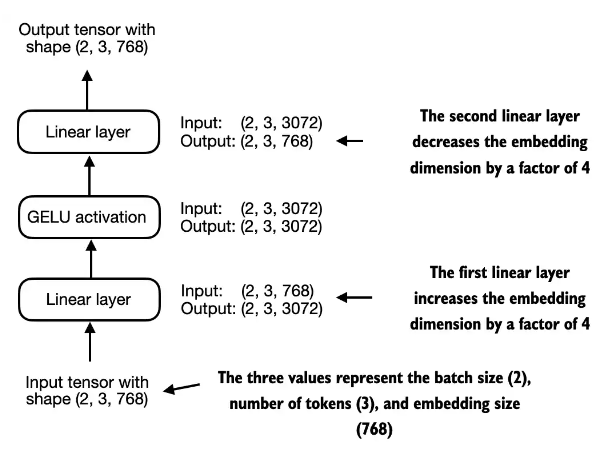 Output tensor with
shape (2, 3, 768)
Linear layer
Input: (2, 3, 3072)
Output: (2, 3, 768)
The second linear layer
decreases the embedding
dimension by a factor of 4
GELU activation
Input: (2, 3, 3072)
Output: (2, 3, 3072)
Linear layer
Input: (2, 3, 768)
Output: (2, 3, 3072)
The first linear layer
increases the embedding
dimension by a factor of 4
Input tensor with
shape (2, 3, 768)
The three values represent the batch size (2),
number of tokens (3), and embedding size
(768)